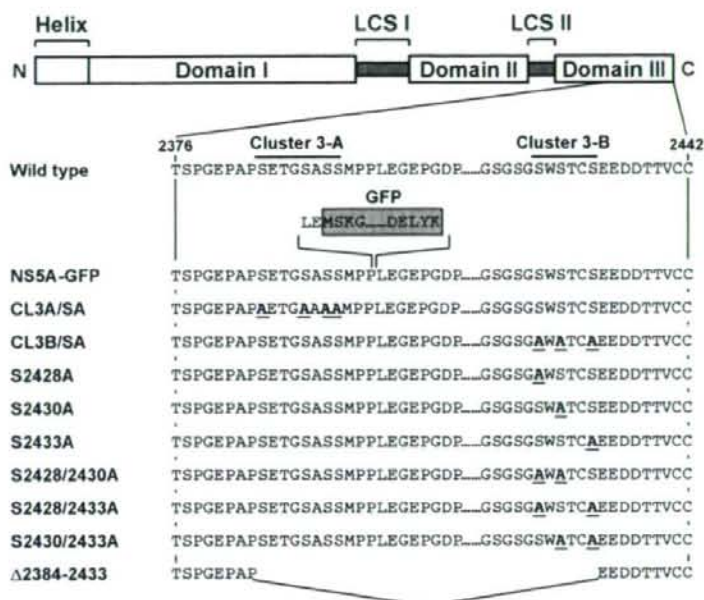 Helix LCS I LCS II
N Domain I Domain II Domain III C
2376 Cluster 3-A Cluster 3-B 2442
Wild type TSPGEPAPSETGSASSMPPLEGEPGDP.....GSGSGSWSTCSEEDDTTVCC
GFP
LEMSKG.....DELYK
NS5A-GFP TSPGEPAPSETGSASSMPPLEGEPGDP.....GSGSGSWSTCSEEDDTTVCC
CL3A/SA TSPGEPAPAETGAAAAMPPLEGEPGDP.....GSGSGSWSTCSEEDDTTVCC
CL3B/SA TSPGEPAPSETGSASSMPPLEGEPGDP.....GSGSGAWATCAEEDDTTVCC
S2428A TSPGEPAPSETGSASSMPPLEGEPGDP.....GSGSGAWSTCSEEDDTTVCC
S2430A TSPGEPAPSETGSASSMPPLEGEPGDP.....GSGSGSWATCSEEDDTTVCC
S2433A TSPGEPAPSETGSASSMPPLEGEPGDP.....GSGSGSWSTCAEEDDTTVCC
S2428/2430A TSPGEPAPSETGSASSMPPLEGEPGDP.....GSGSGAWATCSEEDDTTVCC
S2428/2433A TSPGEPAPSETGSASSMPPLEGEPGDP.....GSGSGAWSTCAEEDDTTVCC
S2430/2433A TSPGEPAPSETGSASSMPPLEGEPGDP.....GSGSGSWATCAEEDDTTVCC
Δ2384-2433 TSPGEPAP EEDDTTVCC